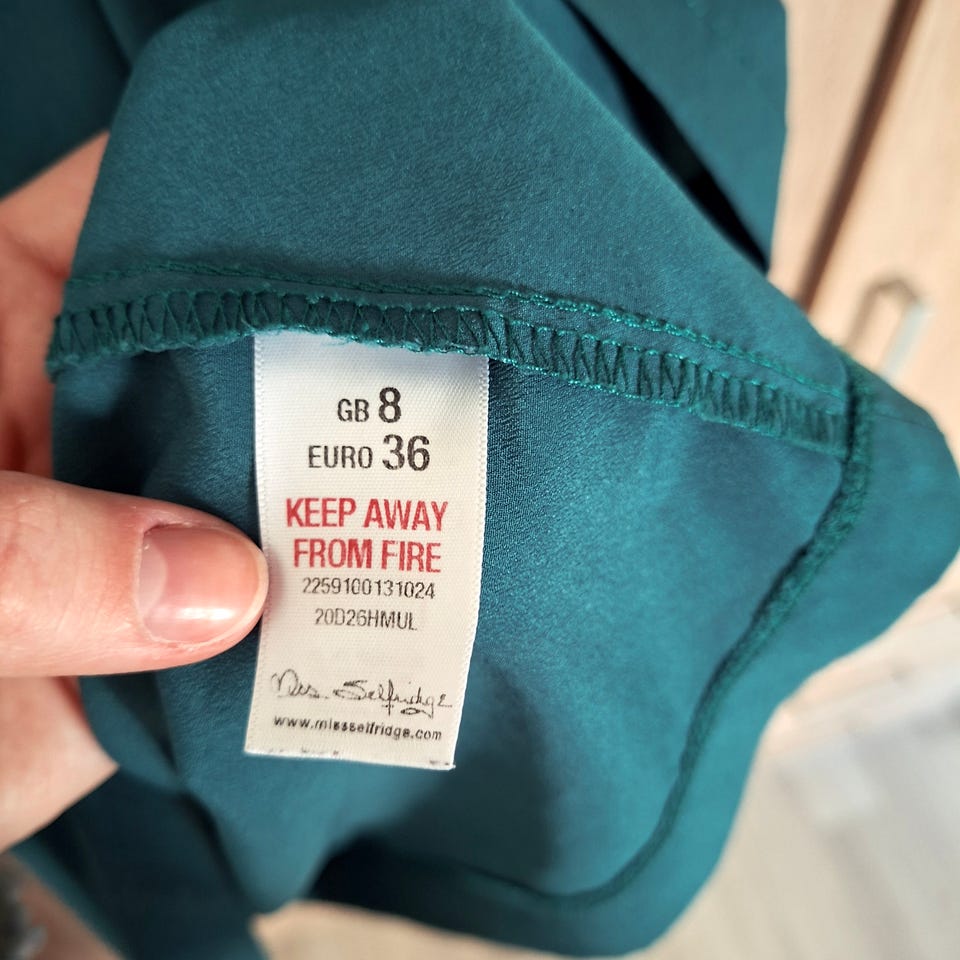 GB 8
EURO 36
KEEP AWAY
FROM FIRE
2259100131024
20D26HMUL
Miss Selfridge
www.missselfridge.com